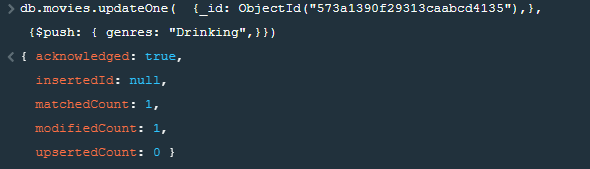 > db.movies.updateOne(  {_id: ObjectId("573a1390f29313caabcd4135"),},
{$push: { genres: "Drinking",}})
< { acknowledged: true,
insertedId: null,
matchedCount: 1,
modifiedCount: 1,
upsertedCount: 0 }